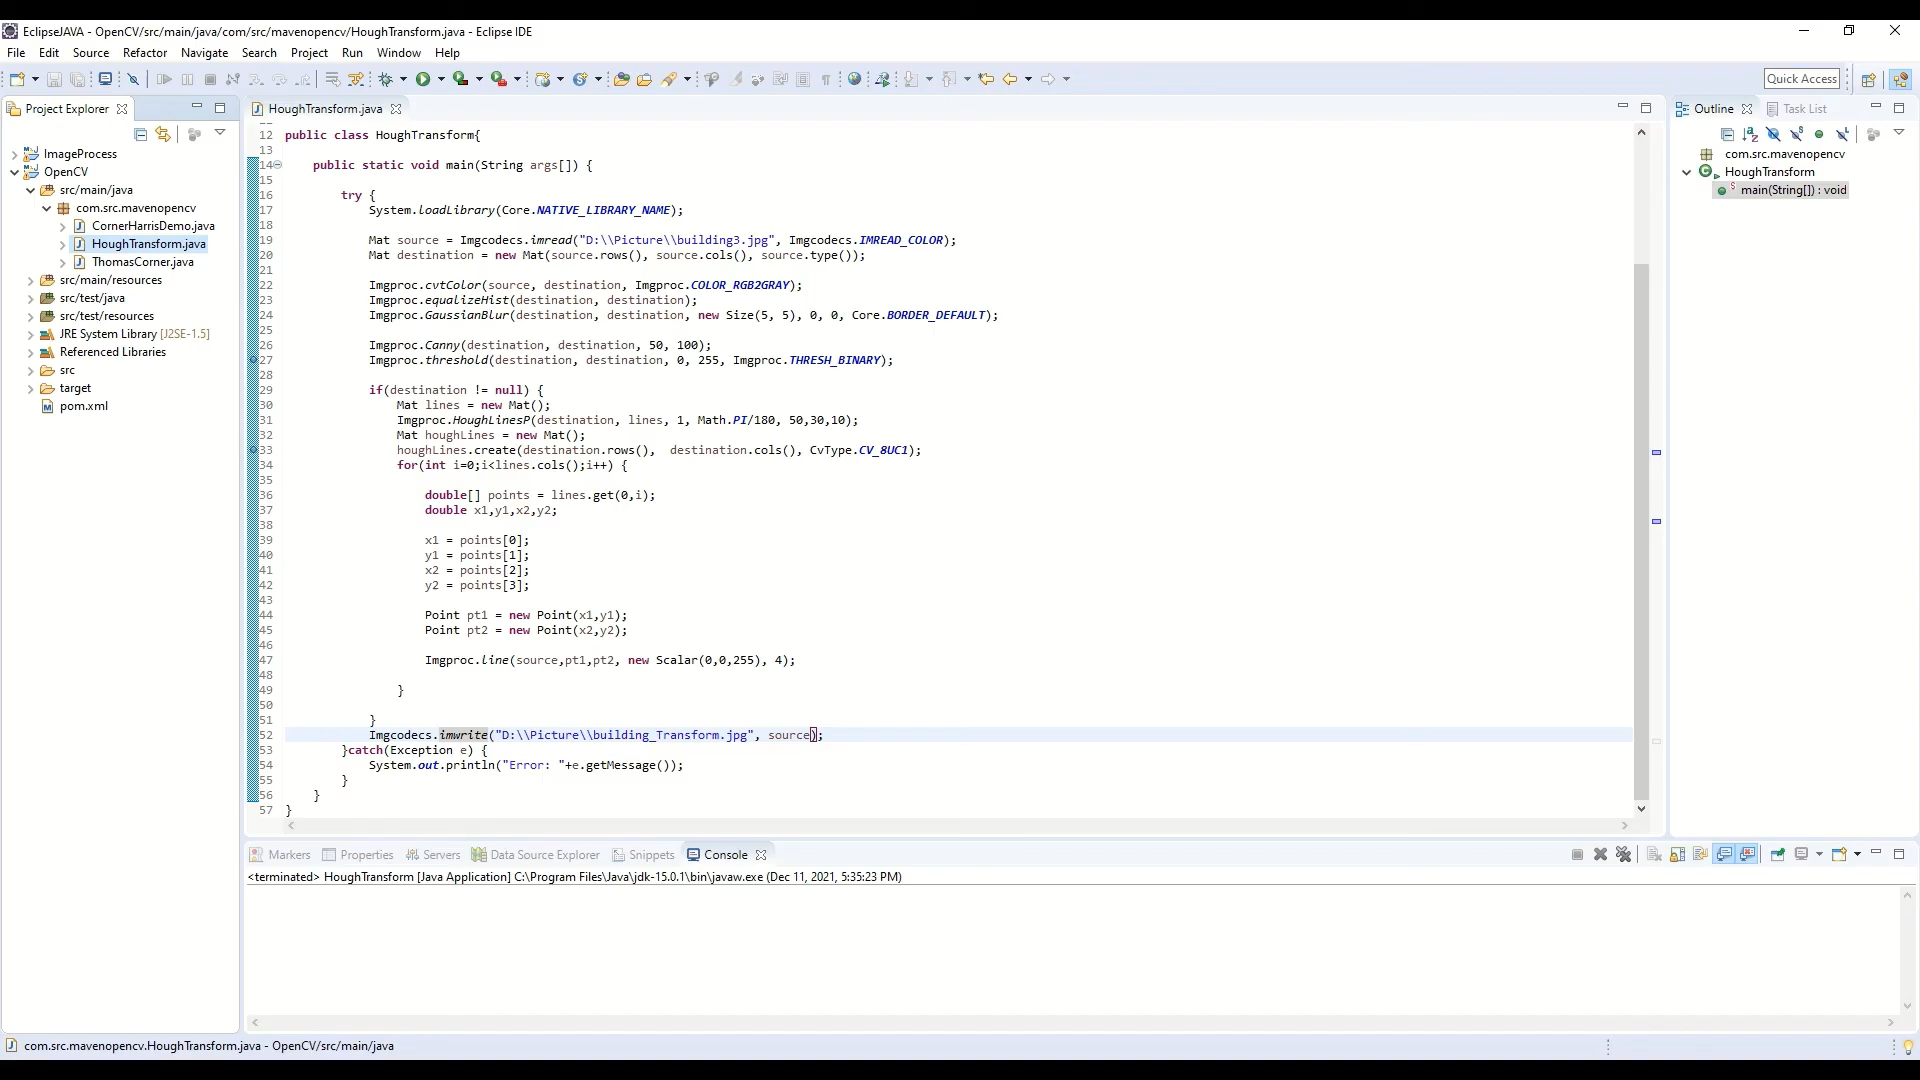 EclipseJAVA - OpenCV/src/main/java/com/src/mavenopencv/HoughTransform.java - Eclipse IDE
File Edit Source Refactor Navigate Search Project Run Window Help
Quick Access
Project Explorer
HoughTransform.java
Outline
Task List
ImageProcess
OpenCV
src/main/java
com.src.mavenopencv
CornerHarrisDemo.java
HoughTransform.java
ThomasCorner.java
src/main/resources
src/test/java
src/test/resources
JRE System Library [J2SE-1.5]
Referenced Libraries
src
target
pom.xml
12 public class HoughTransform{
13
14 public static void main(String args[]) {
15
16 try {
17 System.loadLibrary(Core.NATIVE_LIBRARY_NAME);
18
19 Mat source = Imgcodecs.imread("D:\\Picture\\building3.jpg", Imgcodecs.IMREAD_COLOR);
20 Mat destination = new Mat(source.rows(), source.cols(), source.type());
21
22 Imgproc.cvtColor(source, destination, Imgproc.COLOR_RGB2GRAY);
23 Imgproc.equalizeHist(destination, destination);
24 Imgproc.GaussianBlur(destination, destination, new Size(5, 5), 0, 0, Core.BORDER_DEFAULT);
25
26 Imgproc.Canny(destination, destination, 50, 100);
27 Imgproc.threshold(destination, destination, 0, 255, Imgproc.THRESH_BINARY);
28
29 if(destination != null) {
30 Mat lines = new Mat();
31 Imgproc.HoughLinesP(destination, lines, 1, Math.PI/180, 50,30,10);
32 Mat houghLines = new Mat();
33 houghLines.create(destination.rows(), destination.cols(), CvType.CV_8UC1);
34 for(int i=0;i<lines.cols();i++) {
35
36 double[] points = lines.get(0,i);
37 double x1,y1,x2,y2;
38
39 x1 = points[0];
40 y1 = points[1];
41 x2 = points[2];
42 y2 = points[3];
43
44 Point pt1 = new Point(x1,y1);
45 Point pt2 = new Point(x2,y2);
46
47 Imgproc.line(source,pt1,pt2, new Scalar(0,0,255), 4);
48
49 }
50
51 }
52 Imgcodecs.imwrite("D:\\Picture\\building_Transform.jpg", source);
53 }catch(Exception e) {
54 System.out.println("Error: "+e.getMessage());
55 }
56 }
57 }
com.src.mavenopencv
HoughTransform
main(String[]) : void
Markers Properties Servers Data Source Explorer Snippets Console
<terminated> HoughTransform [Java Application] C:\Program Files\Java\jdk-15.0.1\bin\javaw.exe (Dec 11, 2021, 5:35:23 PM)
com.src.mavenopencv.HoughTransform.java - OpenCV/src/main/java